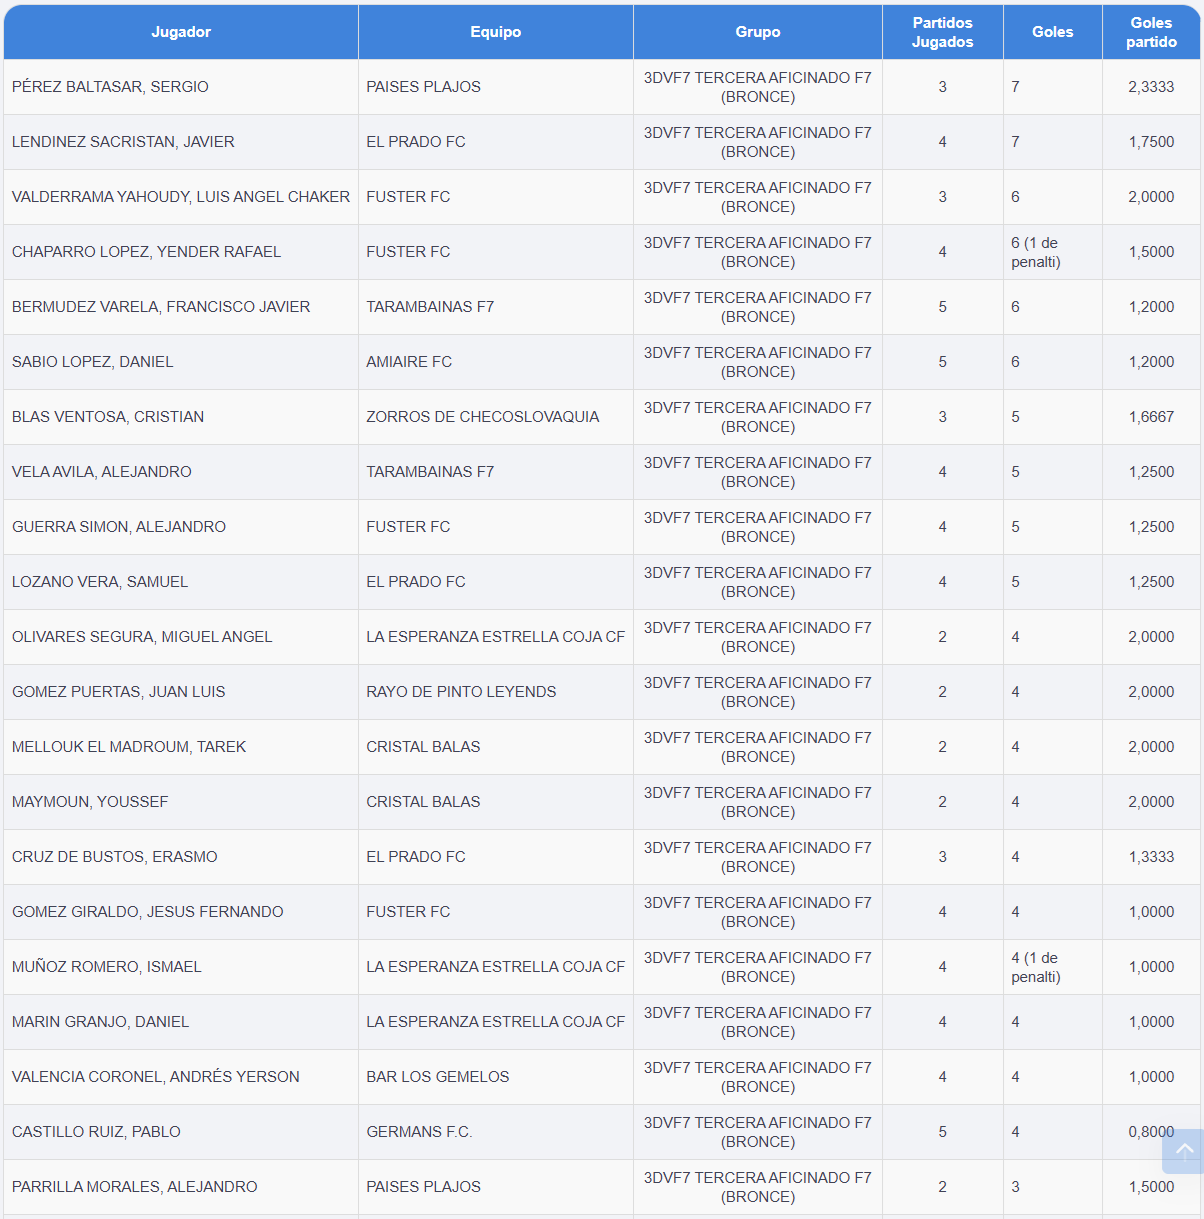 Jugador Equipo Grupo Partidos Jugados Goles Goles partido
PÉREZ BALTASAR, SERGIO PAISES PLAJOS 3DVF7 TERCERA AFICINADO F7 (BRONCE) 3 7 2,3333
LENDINEZ SACRISTAN, JAVIER EL PRADO FC 3DVF7 TERCERA AFICINADO F7 (BRONCE) 4 7 1,7500
VALDERRAMA YAHOUDY, LUIS ANGEL CHAKER FUSTER FC 3DVF7 TERCERA AFICINADO F7 (BRONCE) 3 6 2,0000
CHAPARRO LOPEZ, YENDER RAFAEL FUSTER FC 3DVF7 TERCERA AFICINADO F7 (BRONCE) 4 6 (1 de penalti) 1,5000
BERMUDEZ VARELA, FRANCISCO JAVIER TARAMBAINAS F7 3DVF7 TERCERA AFICINADO F7 (BRONCE) 5 6 1,2000
SABIO LOPEZ, DANIEL AMIAIRE FC 3DVF7 TERCERA AFICINADO F7 (BRONCE) 5 6 1,2000
BLAS VENTOSA, CRISTIAN ZORROS DE CHECOSLOVAQUIA 3DVF7 TERCERA AFICINADO F7 (BRONCE) 3 5 1,6667
VELA AVILA, ALEJANDRO TARAMBAINAS F7 3DVF7 TERCERA AFICINADO F7 (BRONCE) 4 5 1,2500
GUERRA SIMON, ALEJANDRO FUSTER FC 3DVF7 TERCERA AFICINADO F7 (BRONCE) 4 5 1,2500
LOZANO VERA, SAMUEL EL PRADO FC 3DVF7 TERCERA AFICINADO F7 (BRONCE) 4 5 1,2500
OLIVARES SEGURA, MIGUEL ANGEL LA ESPERANZA ESTRELLA COJA CF 3DVF7 TERCERA AFICINADO F7 (BRONCE) 2 4 2,0000
GOMEZ PUERTAS, JUAN LUIS RAYO DE PINTO LEYENDS 3DVF7 TERCERA AFICINADO F7 (BRONCE) 2 4 2,0000
MELLOUK EL MADROUM, TAREK CRISTAL BALAS 3DVF7 TERCERA AFICINADO F7 (BRONCE) 2 4 2,0000
MAYMOUN, YOUSSEF CRISTAL BALAS 3DVF7 TERCERA AFICINADO F7 (BRONCE) 2 4 2,0000
CRUZ DE BUSTOS, ERASMO EL PRADO FC 3DVF7 TERCERA AFICINADO F7 (BRONCE) 3 4 1,3333
GOMEZ GIRALDO, JESUS FERNANDO FUSTER FC 3DVF7 TERCERA AFICINADO F7 (BRONCE) 4 4 1,0000
MUÑOZ ROMERO, ISMAEL LA ESPERANZA ESTRELLA COJA CF 3DVF7 TERCERA AFICINADO F7 (BRONCE) 4 4 (1 de penalti) 1,0000
MARIN GRANJO, DANIEL LA ESPERANZA ESTRELLA COJA CF 3DVF7 TERCERA AFICINADO F7 (BRONCE) 4 4 1,0000
VALENCIA CORONEL, ANDRÉS YERSON BAR LOS GEMELOS 3DVF7 TERCERA AFICINADO F7 (BRONCE) 4 4 1,0000
CASTILLO RUIZ, PABLO GERMANS F.C. 3DVF7 TERCERA AFICINADO F7 (BRONCE) 5 4 0,8000
PARRILLA MORALES, ALEJANDRO PAISES PLAJOS 3DVF7 TERCERA AFICINADO F7 (BRONCE) 2 3 1,5000